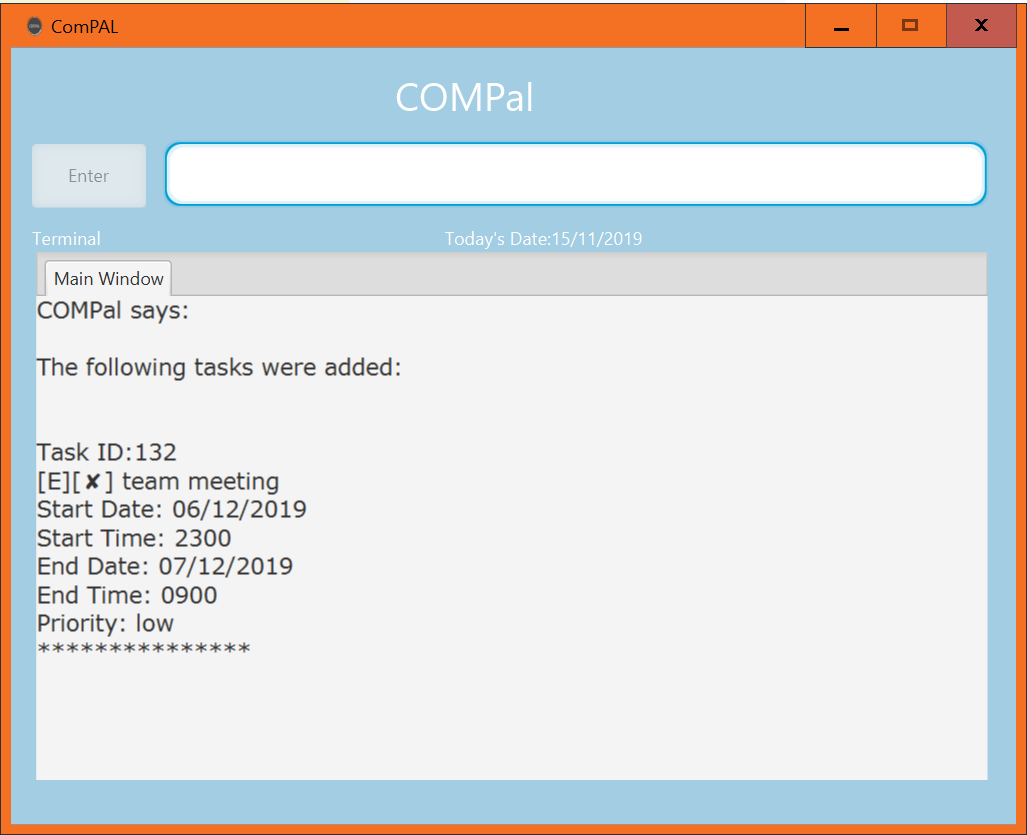 ComPAL
COMPal
Enter
Terminal
Today's Date:15/11/2019
Main Window
COMPal says:
The following tasks were added:
Task ID:132
[E][✘] team meeting
Start Date: 06/12/2019
Start Time: 2300
End Date: 07/12/2019
End Time: 0900
Priority: low
***************